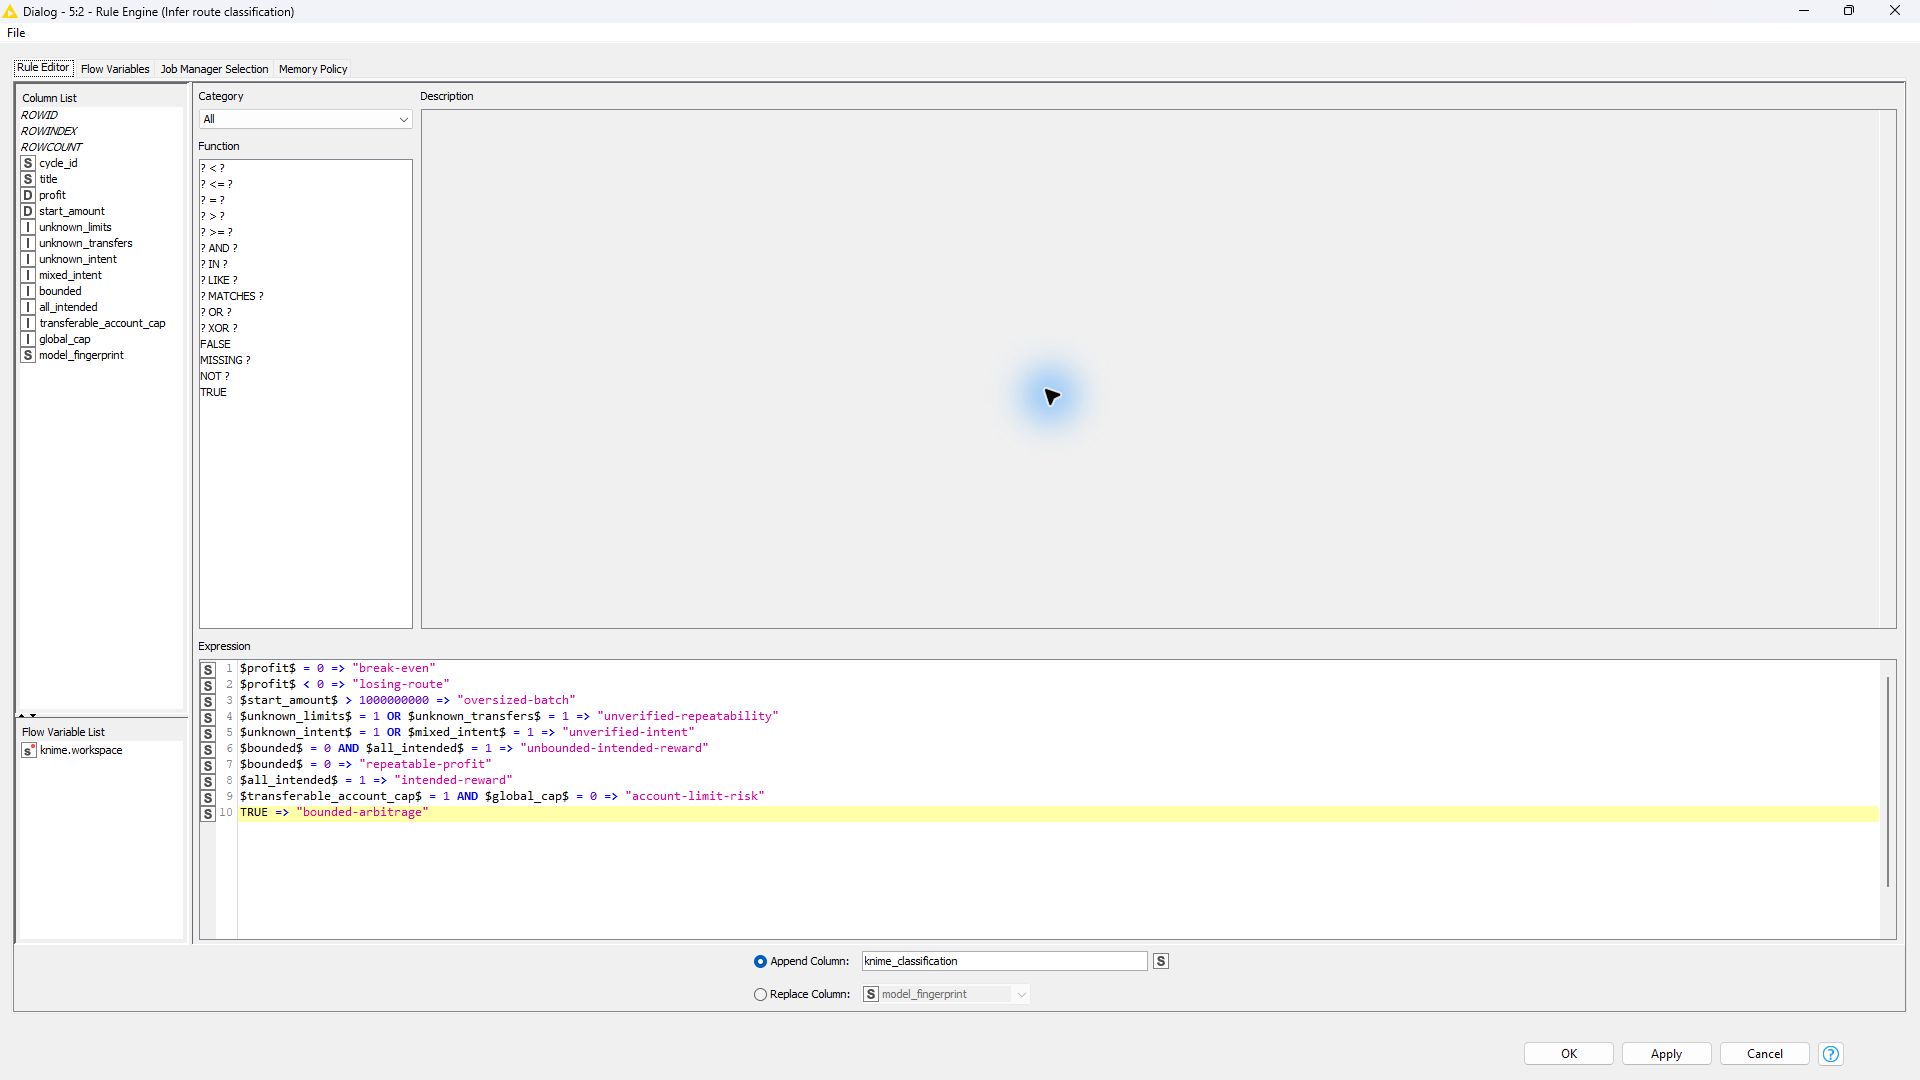 Dialog - 5:2 - Rule Engine (Infer route classification)
File
Rule Editor
Flow Variables
Job Manager Selection
Memory Policy
Column List
ROWID
ROWINDEX
ROWCOUNT
S cycle_id
S title
D profit
D start_amount
I unknown_limits
I unknown_transfers
I unknown_intent
I mixed_intent
I bounded
I all_intended
I transferable_account_cap
I global_cap
S model_fingerprint
Flow Variable List
s knime.workspace
Category
All
Function
? < ?
? <= ?
? = ?
? > ?
? >= ?
? AND ?
? IN ?
? LIKE ?
? MATCHES ?
? OR ?
? XOR ?
FALSE
MISSING ?
NOT ?
TRUE
Description
Expression
S 1 $profit$ = 0 => "break-even"
S 2 $profit$ < 0 => "losing-route"
S 3 $start_amount$ > 1000000000 => "oversized-batch"
S 4 $unknown_limits$ = 1 OR $unknown_transfers$ = 1 => "unverified-repeatability"
S 5 $unknown_intent$ = 1 OR $mixed_intent$ = 1 => "unverified-intent"
S 6 $bounded$ = 0 AND $all_intended$ = 1 => "unbounded-intended-reward"
S 7 $bounded$ = 0 => "repeatable-profit"
S 8 $all_intended$ = 1 => "intended-reward"
S 9 $transferable_account_cap$ = 1 AND $global_cap$ = 0 => "account-limit-risk"
S 10 TRUE => "bounded-arbitrage"
Append Column: knime_classification S
Replace Column: S model_fingerprint
OK
Apply
Cancel
?